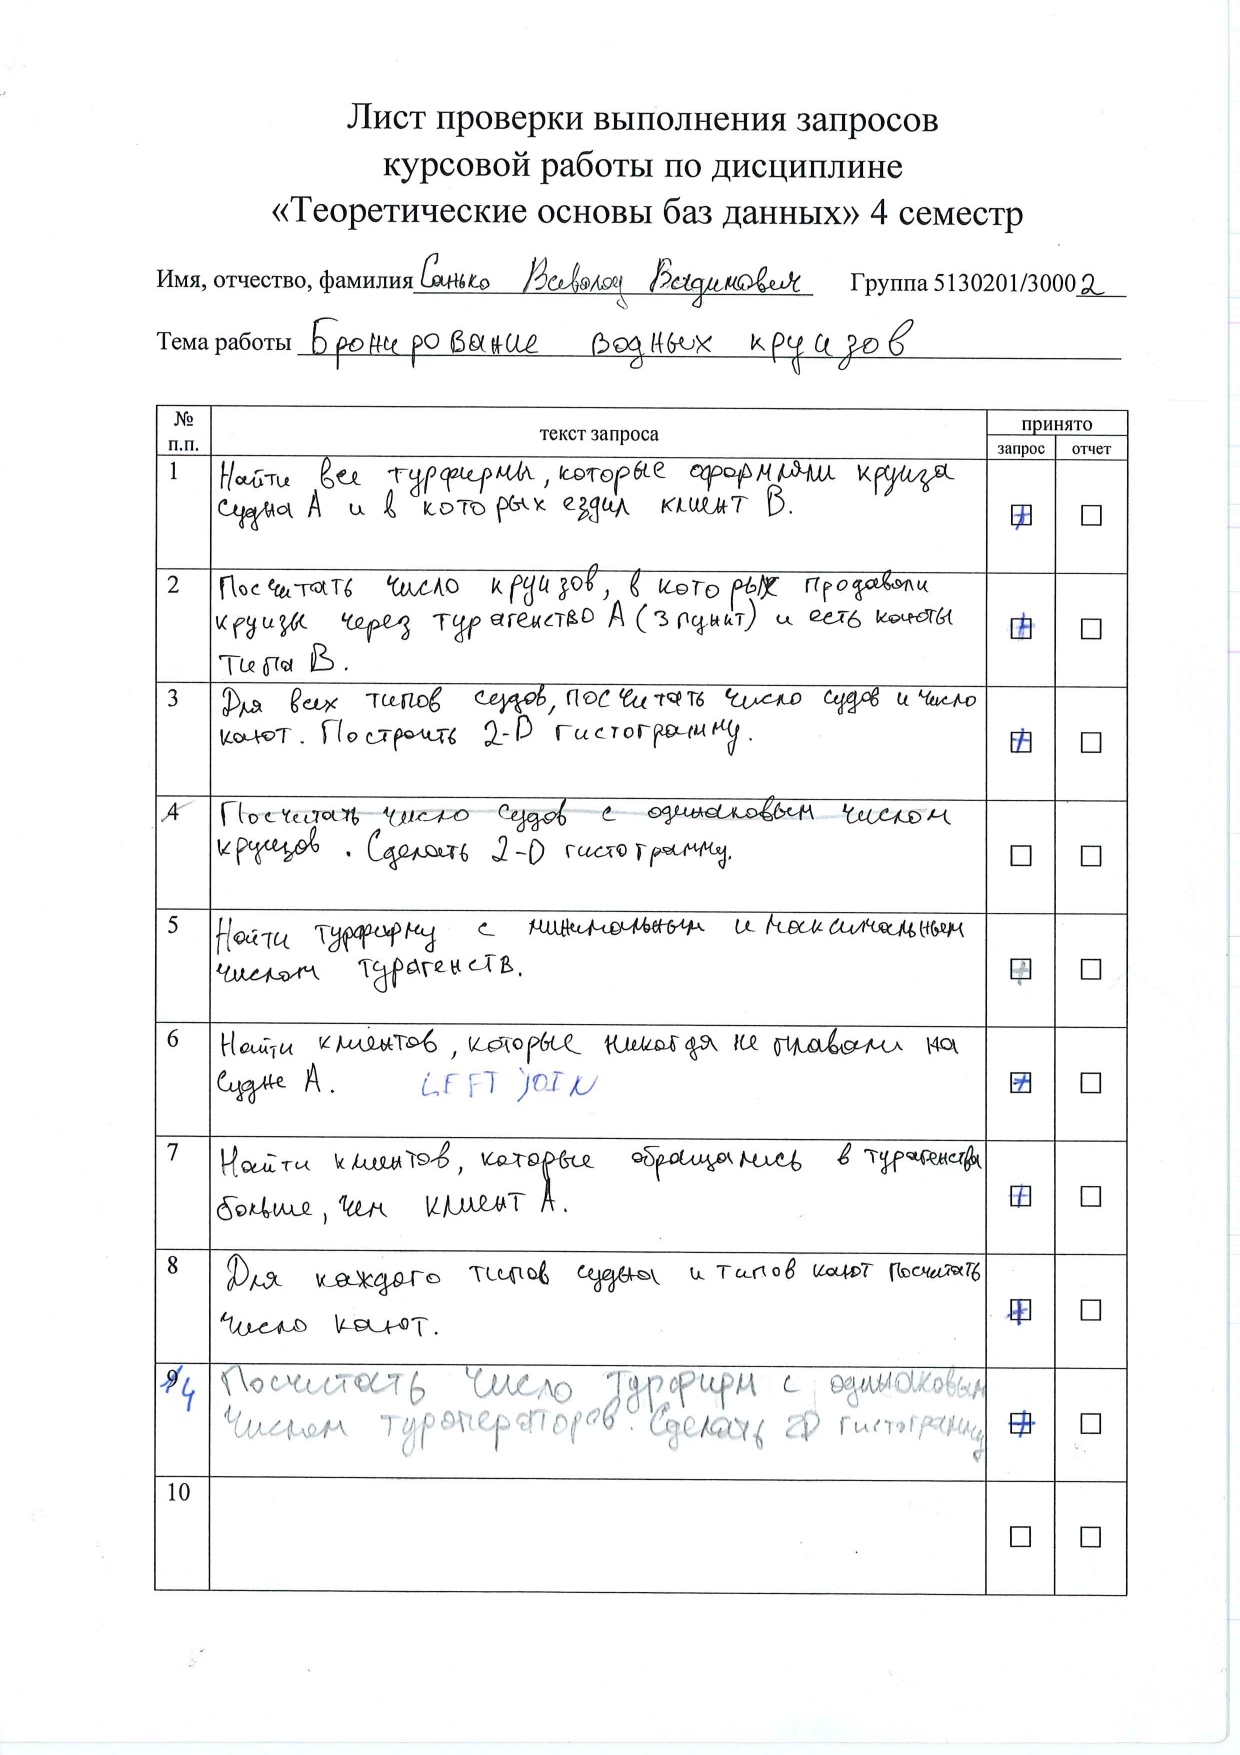 Лист проверки выполнения запросов
курсовой работы по дисциплине
«Теоретические основы баз данных» 4 семестр
Имя, отчество, фамилия Санько Всеволод Вадимович Группа 5130201/30002
Тема работы Бронирование водных круизов
№ п.п. текст запроса принято
запрос отчет
1 Найти все турфирмы, которые оформляли круиза
судна А и в которых ездил клиент В.
2 Посчитать число круизов, в которых продавали
круизы через турагенство А (3 пункт) и есть каюты
типа В.
3 Для всех типов судов, посчитать число судов и число
кают. Построить 2-D гистограмму.
4 Посчитать число судов с одинаковым числом
круизов. Сделать 2-D гистограмму.
5 Найти турфирму с минимальным и максимальным
числом турагенств.
6 Найти клиентов, которые никогда не плавали на
судне А. LEFT JOIN
7 Найти клиентов, которые обращались в турагенства
больше, чем клиент А.
8 Для каждого типов судна и типов кают посчитать
число кают.
9 4 Посчитать число турфирм с одинаковым
числом туроператоров. Сделать 2D гистограмму
10